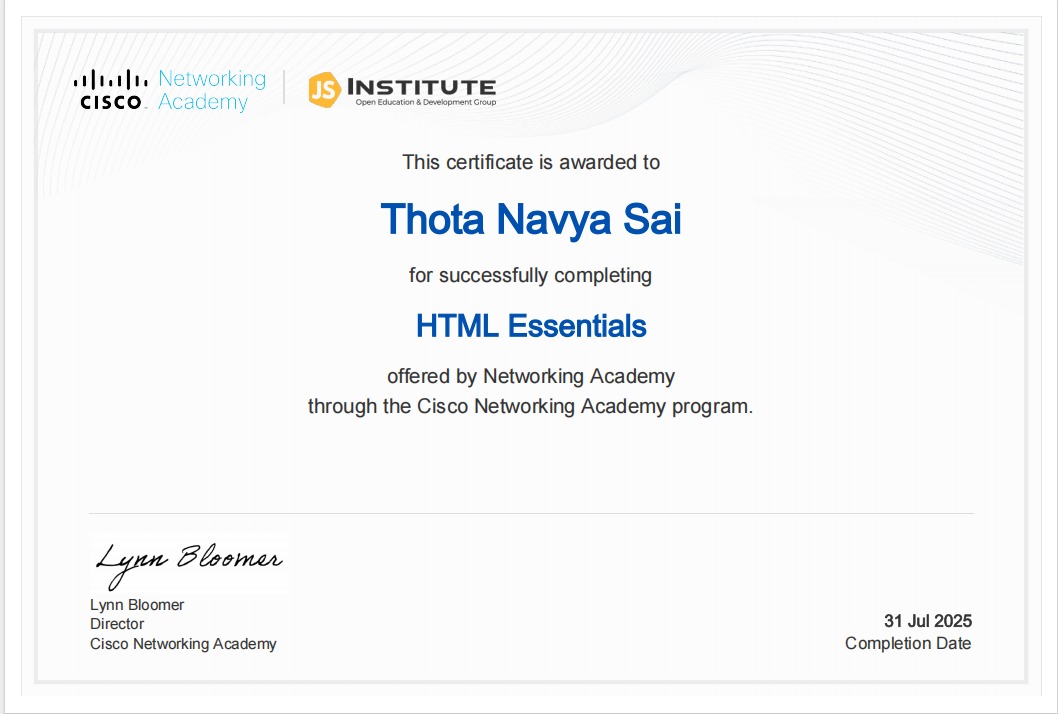 CISCO Networking Academy
JS INSTITUTE
Open Education & Development Group
This certificate is awarded to
Thota Navya Sai
for successfully completing
HTML Essentials
offered by Networking Academy
through the Cisco Networking Academy program.
Lynn Bloomer
Lynn Bloomer
Director
Cisco Networking Academy
31 Jul 2025
Completion Date